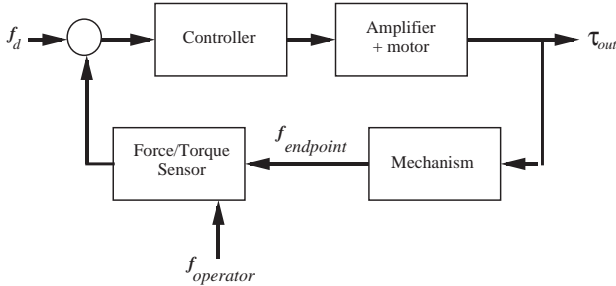 f_d
Controller
Amplifier
+ motor
τ_out
Force/Torque
Sensor
f_endpoint
Mechanism
f_operator